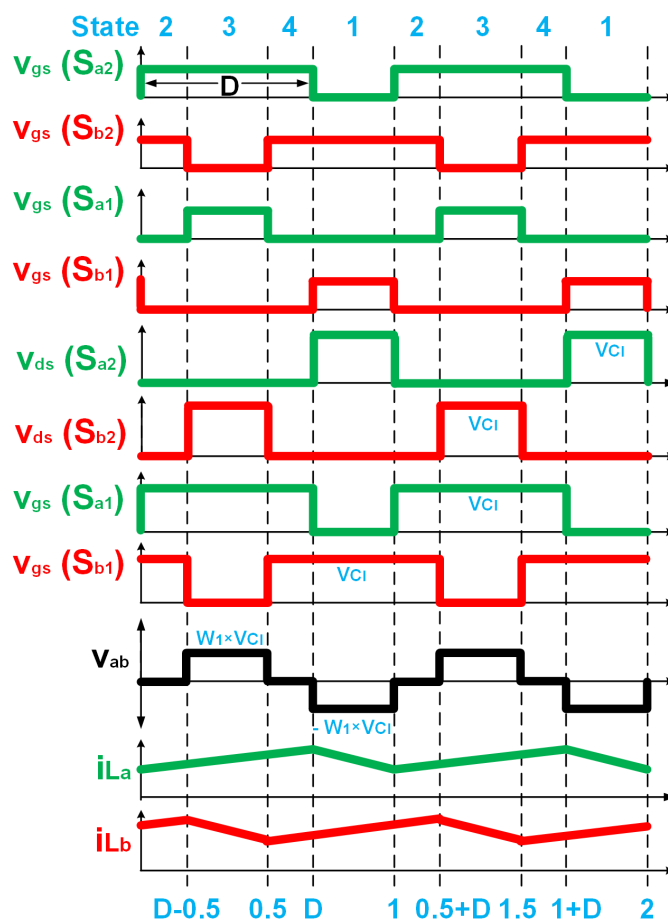 State 2 3 4 1 2 3 4 1
vgs (Sa2)
D
vgs (Sb2)
vgs (Sa1)
vgs (Sb1)
vds (Sa2)
VCI
vds (Sb2)
VCI
vgs (Sa1)
VCI
vgs (Sb1)
VCI
W1×VCI
vab
- W1×VCI
iLa
iLb
D-0.5 0.5 D 1 0.5+D 1.5 1+D 2